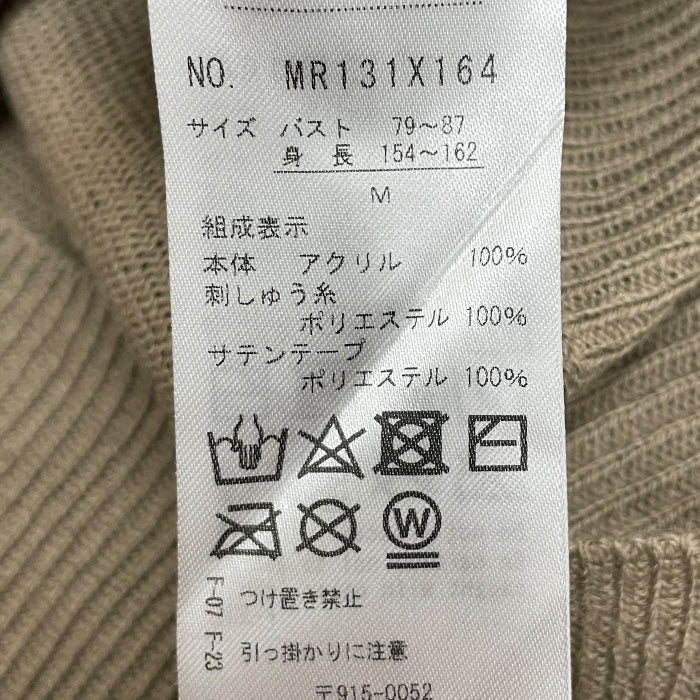 NO. MR131X164
サイズ バスト 79～87
身長 154～162
M
組成表示
本体 アクリル 100%
刺しゅう糸
ポリエステル 100%
サテンテープ
ポリエステル 100%
W
F-07 つけ置き禁止
F-23 引っ掛かりに注意
〒915-0052